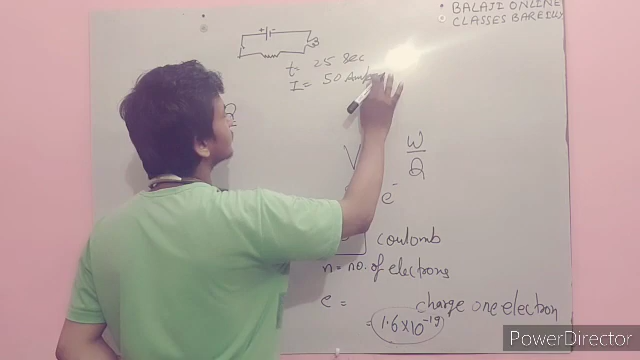 • BALAJI ONLINE
CLASSES BAREILLY
+ -
t= 25 sec
I= 50
V
W
Q
e-
coulomb
n= no. of electrons
e = charge one electron
= 1.6×10-19
PowerDirector